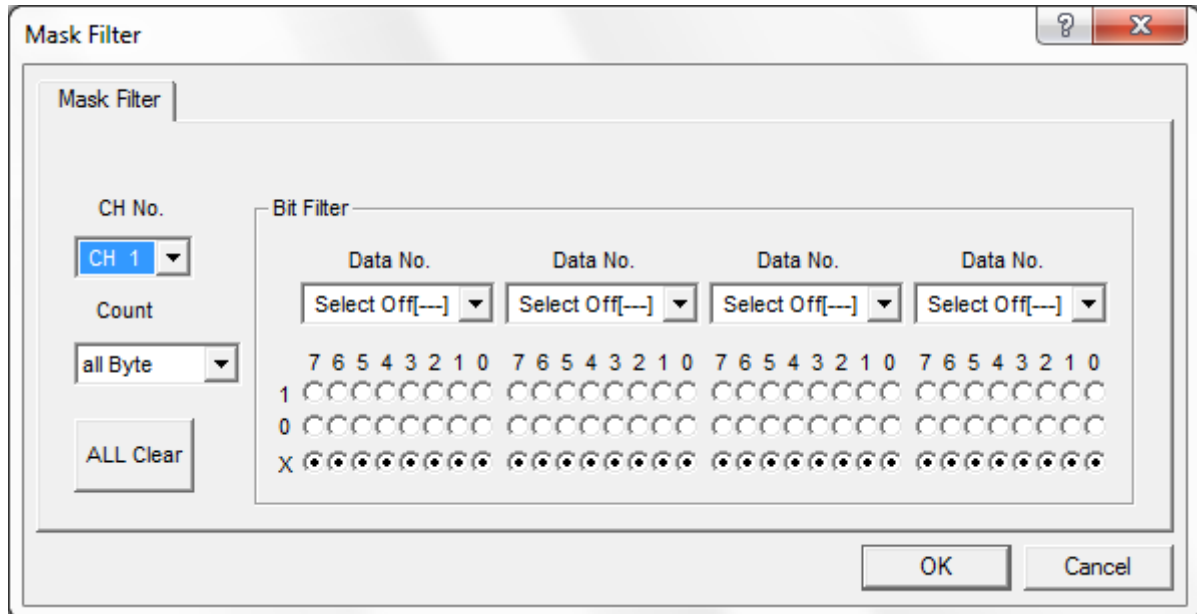 Mask Filter
Mask Filter
CH No.
CH 1
Count
all Byte
ALL Clear
Bit Filter
Data No. Data No. Data No. Data No.
Select Off[---] Select Off[---] Select Off[---] Select Off[---]
7 6 5 4 3 2 1 0 7 6 5 4 3 2 1 0 7 6 5 4 3 2 1 0 7 6 5 4 3 2 1 0
1
0
X
OK Cancel